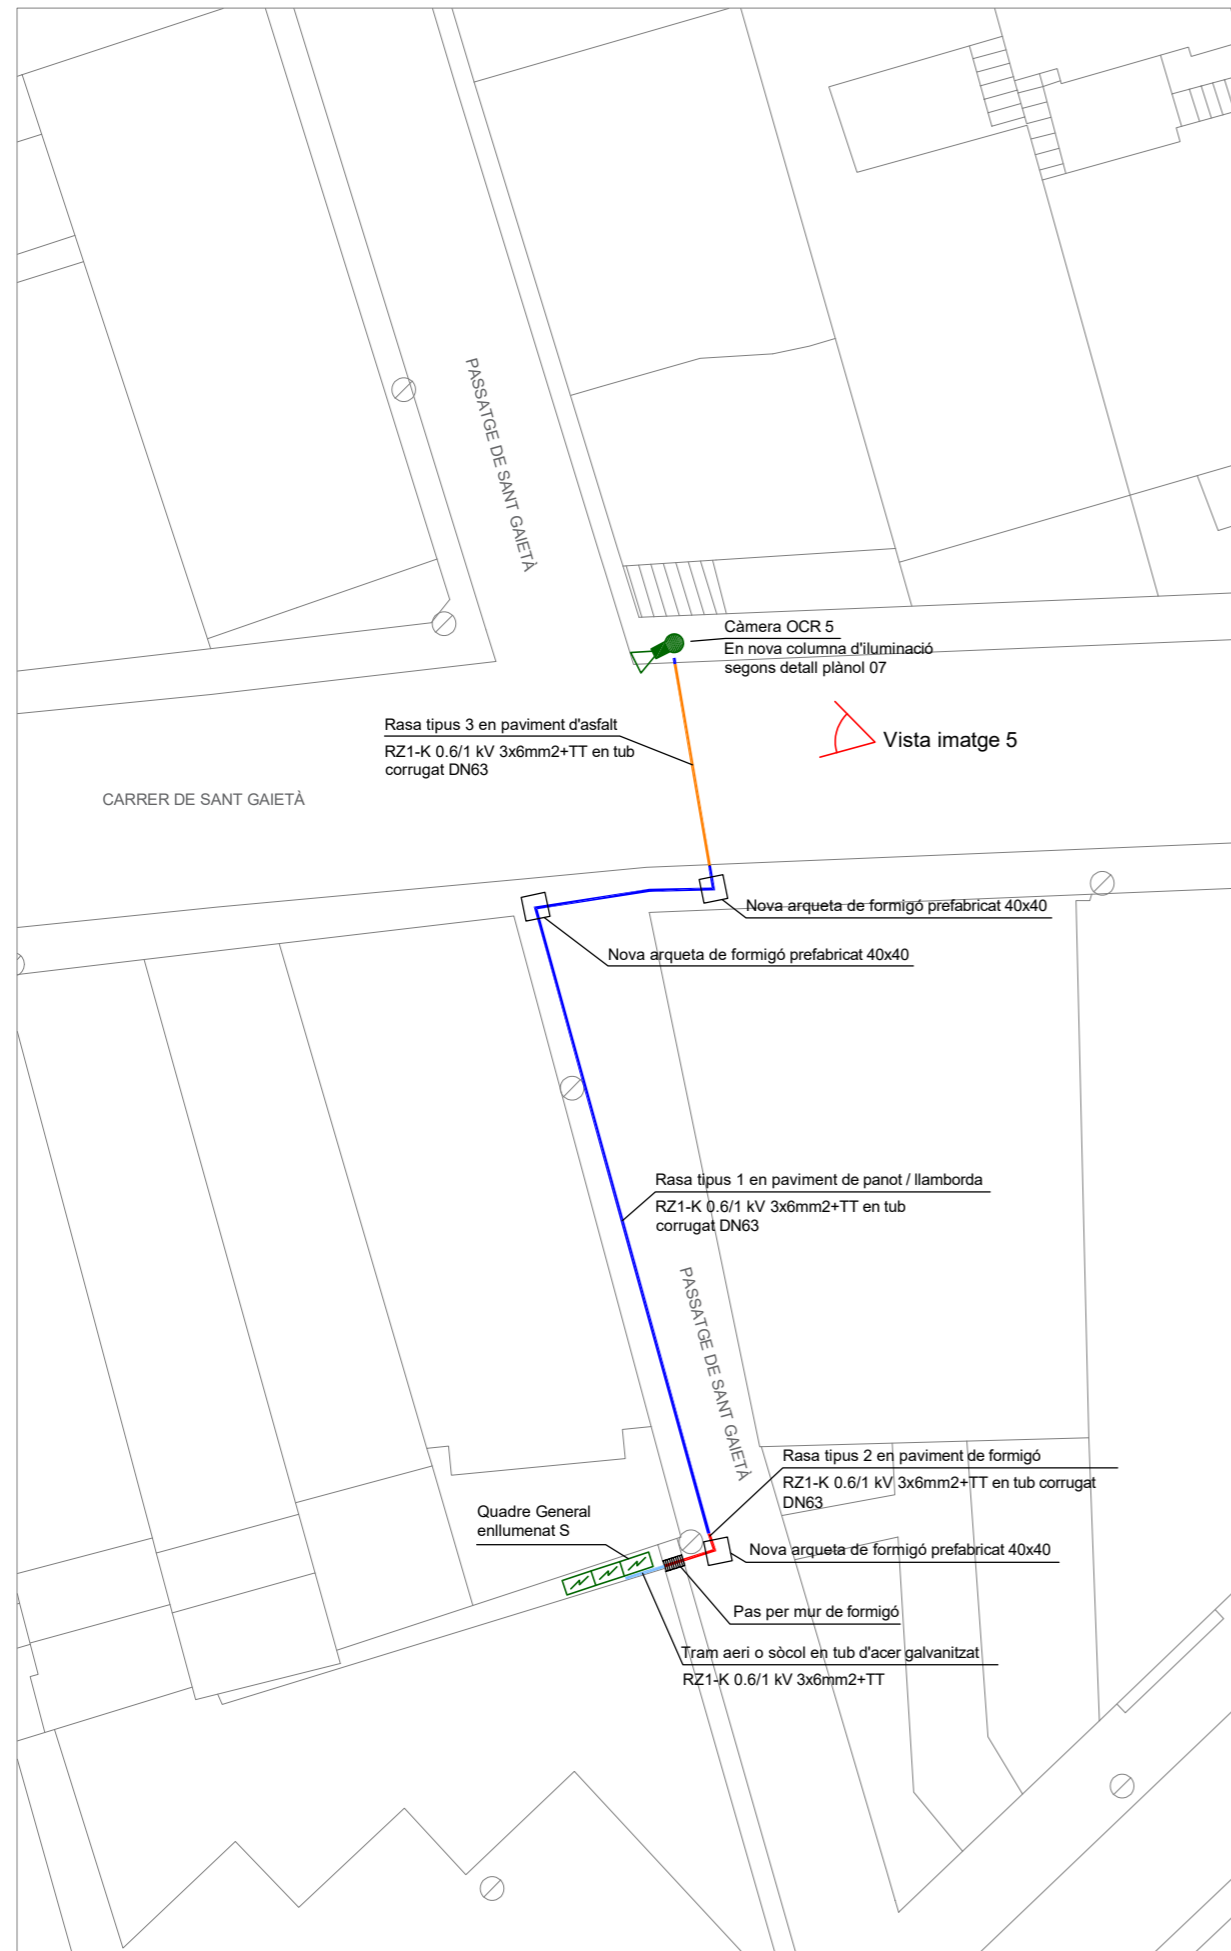 PASSATGE DE SANT GAIETÀ
Càmera OCR 5
En nova columna d'iluminació
segons detall plànol 07
Rasa tipus 3 en paviment d'asfalt
RZ1-K 0.6/1 kV 3x6mm2+TT en tub
corrugat DN63
Vista imatge 5
CARRER DE SANT GAIETÀ
Nova arqueta de formigó prefabricat 40x40
Nova arqueta de formigó prefabricat 40x40
Rasa tipus 1 en paviment de panot / llamborda
RZ1-K 0.6/1 kV 3x6mm2+TT en tub
corrugat DN63
PASSATGE DE SANT GAIETÀ
Rasa tipus 2 en paviment de formigó
RZ1-K 0.6/1 kV 3x6mm2+TT en tub corrugat
DN63
Quadre General
enllumenat S
Nova arqueta de formigó prefabricat 40x40
Pas per mur de formigó
Tram aeri o sòcol en tub d'acer galvanitzat
RZ1-K 0.6/1 kV 3x6mm2+TT